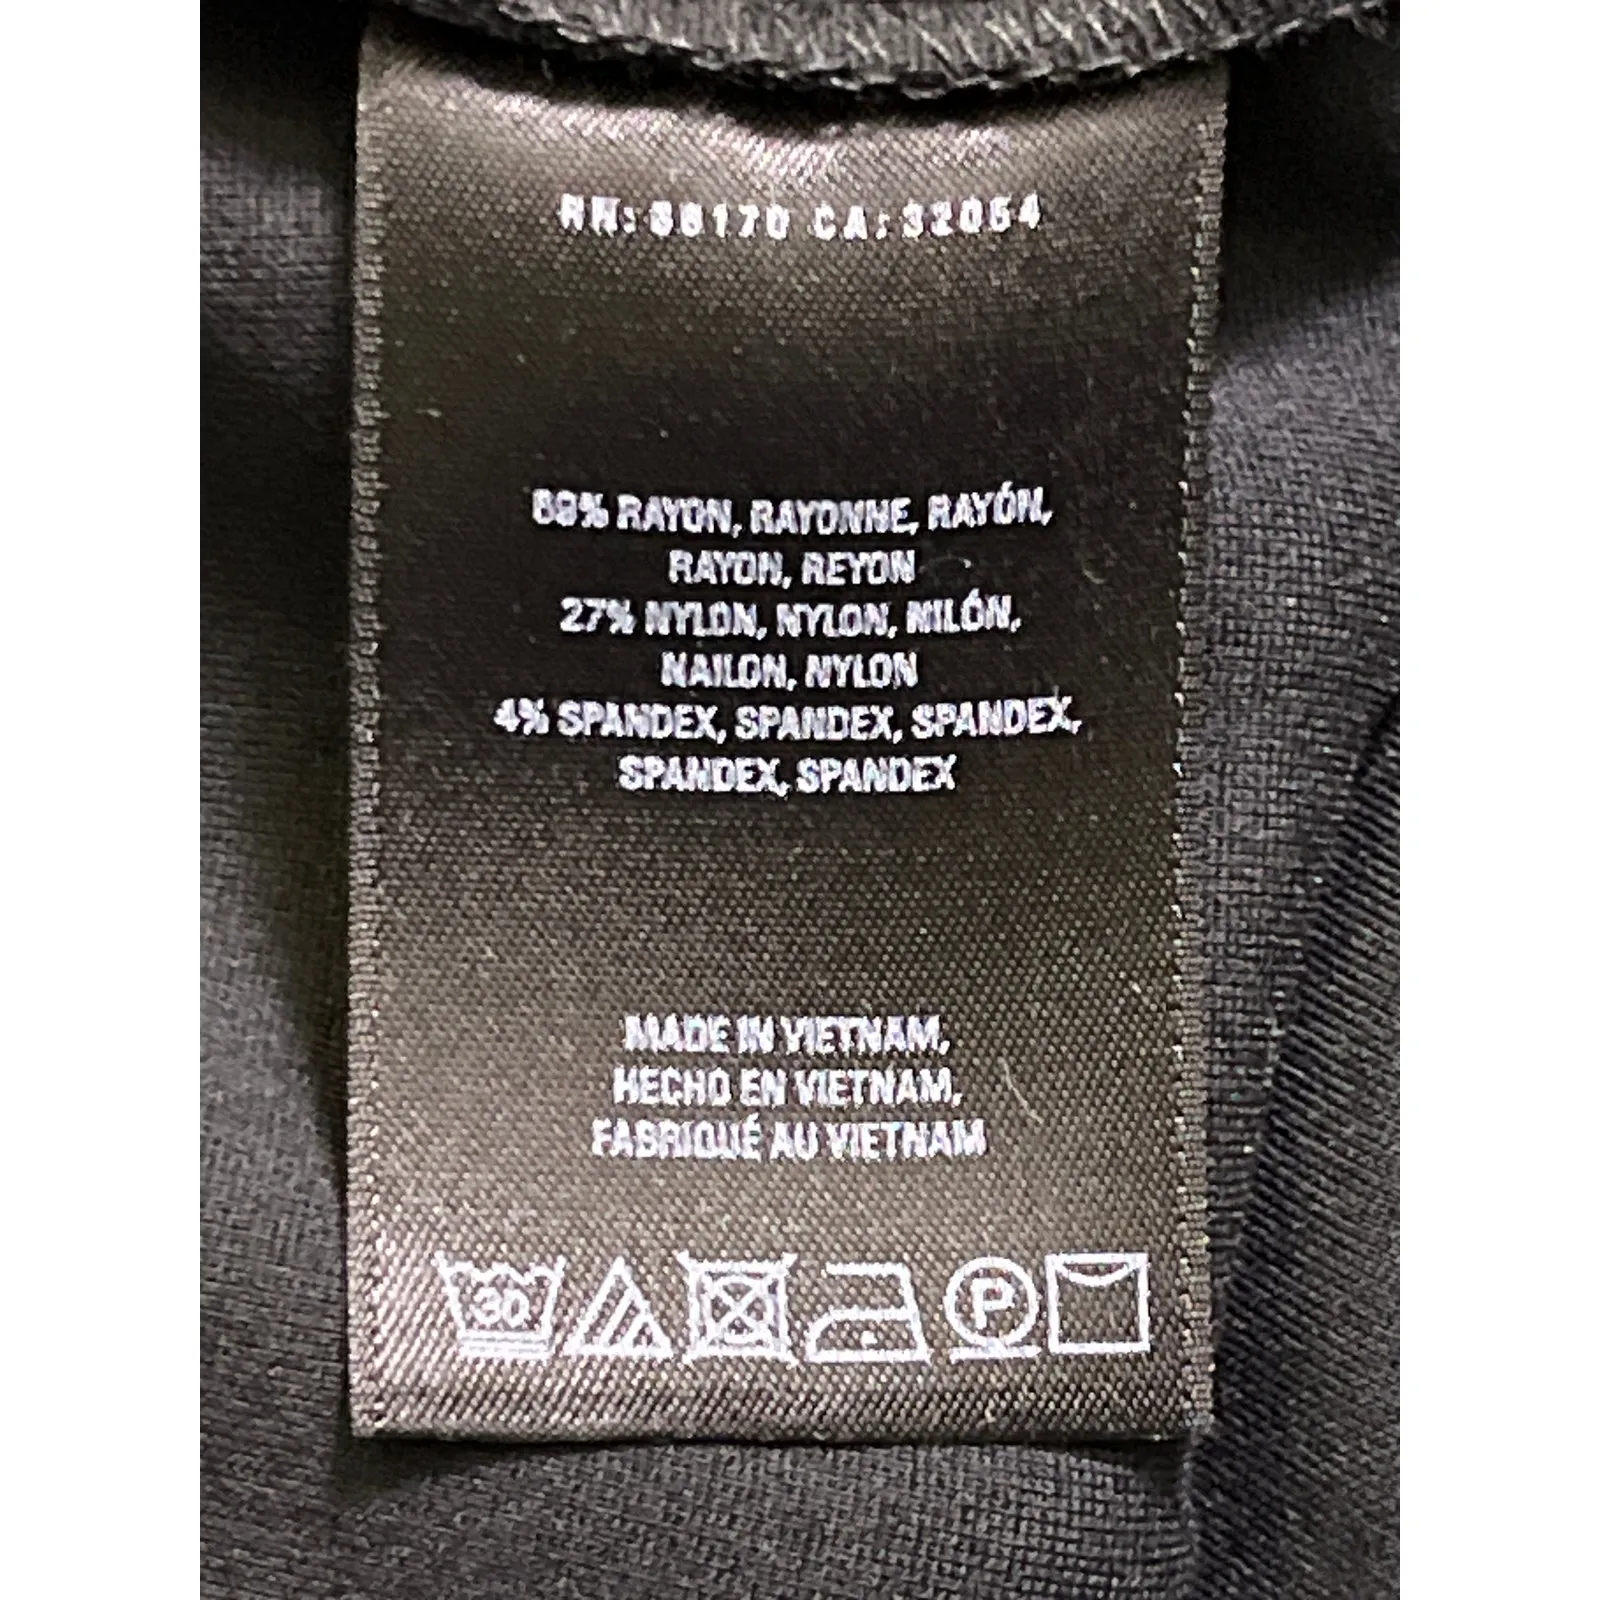 RN: 88170 CA: 32054
69% RAYON, RAYONNE, RAYÓN,
RAYON, REYON
27% NYLON, NYLON, NILÓN,
NAILON, NYLON
4% SPANDEX, SPANDEX, SPANDEX,
SPANDEX, SPANDEX
MADE IN VIETNAM,
HECHO EN VIETNAM,
FABRIQUÉ AU VIETNAM
30 P